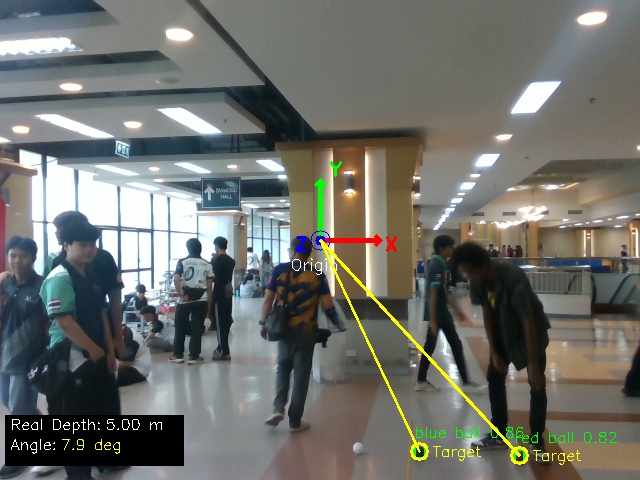 DIAMOND
HALL
Y
Z
X
Origin
blue ball 0.86
red ball 0.82
Target
Target
Real Depth: 5.00 m
Angle: 7.9 deg